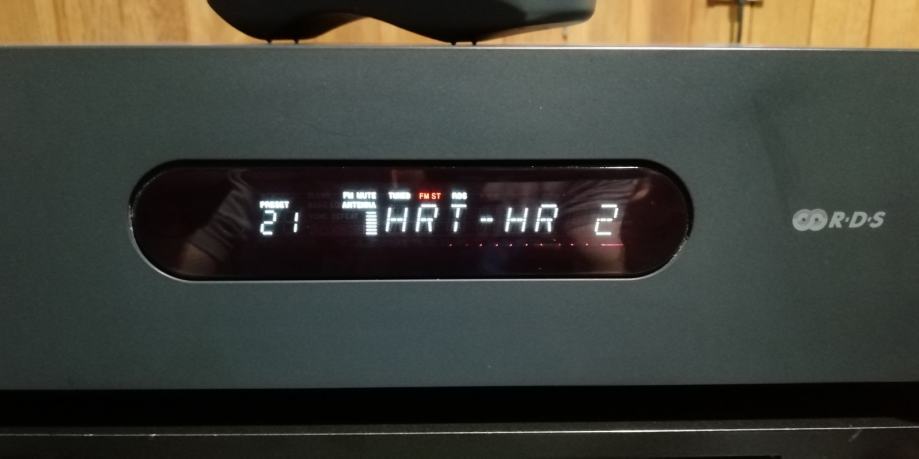 FM MUTE TUNED FM ST RDS
PRESET ANTENNA
21 HRT-HR 2
R·D·S